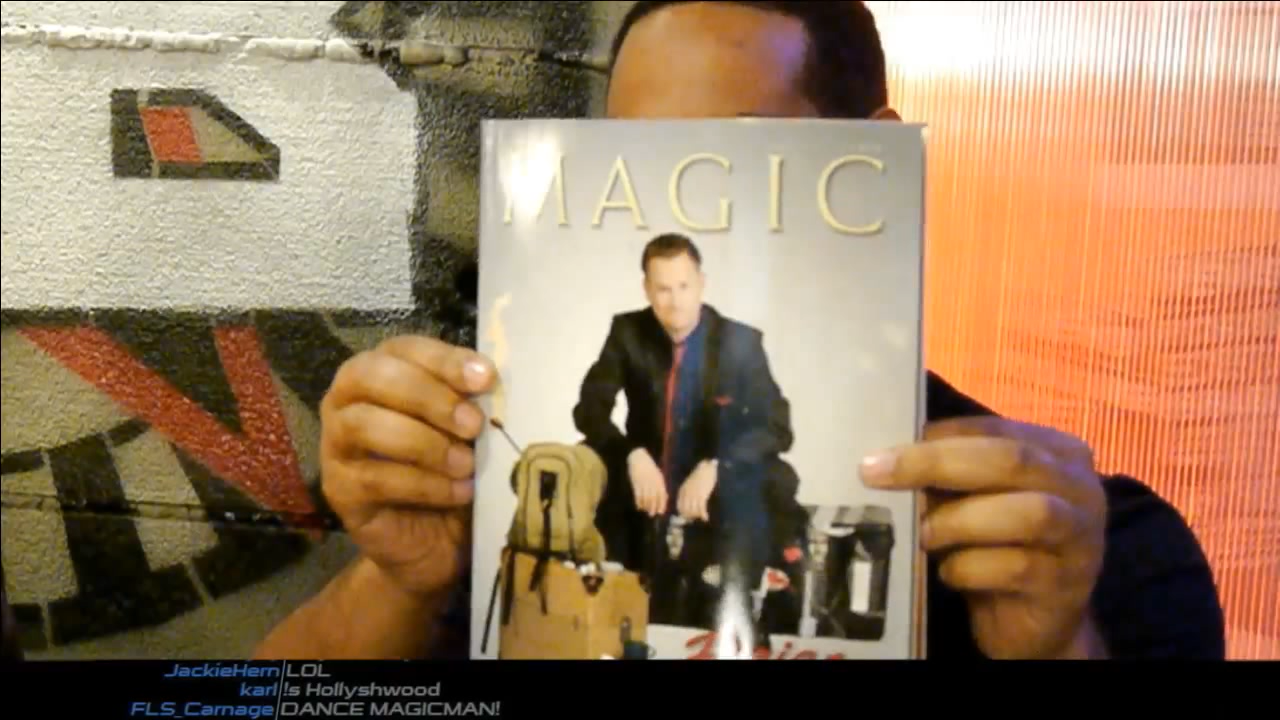 MAGIC
JackieHern LOL
karl !s Hollyshwood
FLS_Carnage DANCE MAGICMAN!